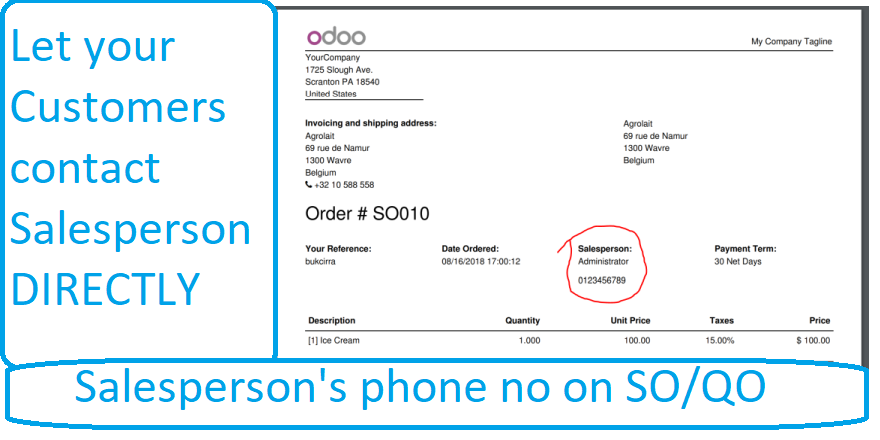 Let your
Customers
contact
Salesperson
DIRECTLY
odoo
My Company Tagline
YourCompany
1725 Slough Ave.
Scranton PA 18540
United States
Invoicing and shipping address:
Agrolait
69 rue de Namur
1300 Wavre
Belgium
+32 10 588 558
Agrolait
69 rue de Namur
1300 Wavre
Belgium
Order # SO010
Your Reference: Date Ordered: Salesperson: Payment Term:
bukcirra 08/16/2018 17:00:12 Administrator 30 Net Days
0123456789
Description Quantity Unit Price Taxes Price
[1] Ice Cream 1.000 100.00 15.00% $ 100.00
Salesperson's phone no on SO/QO